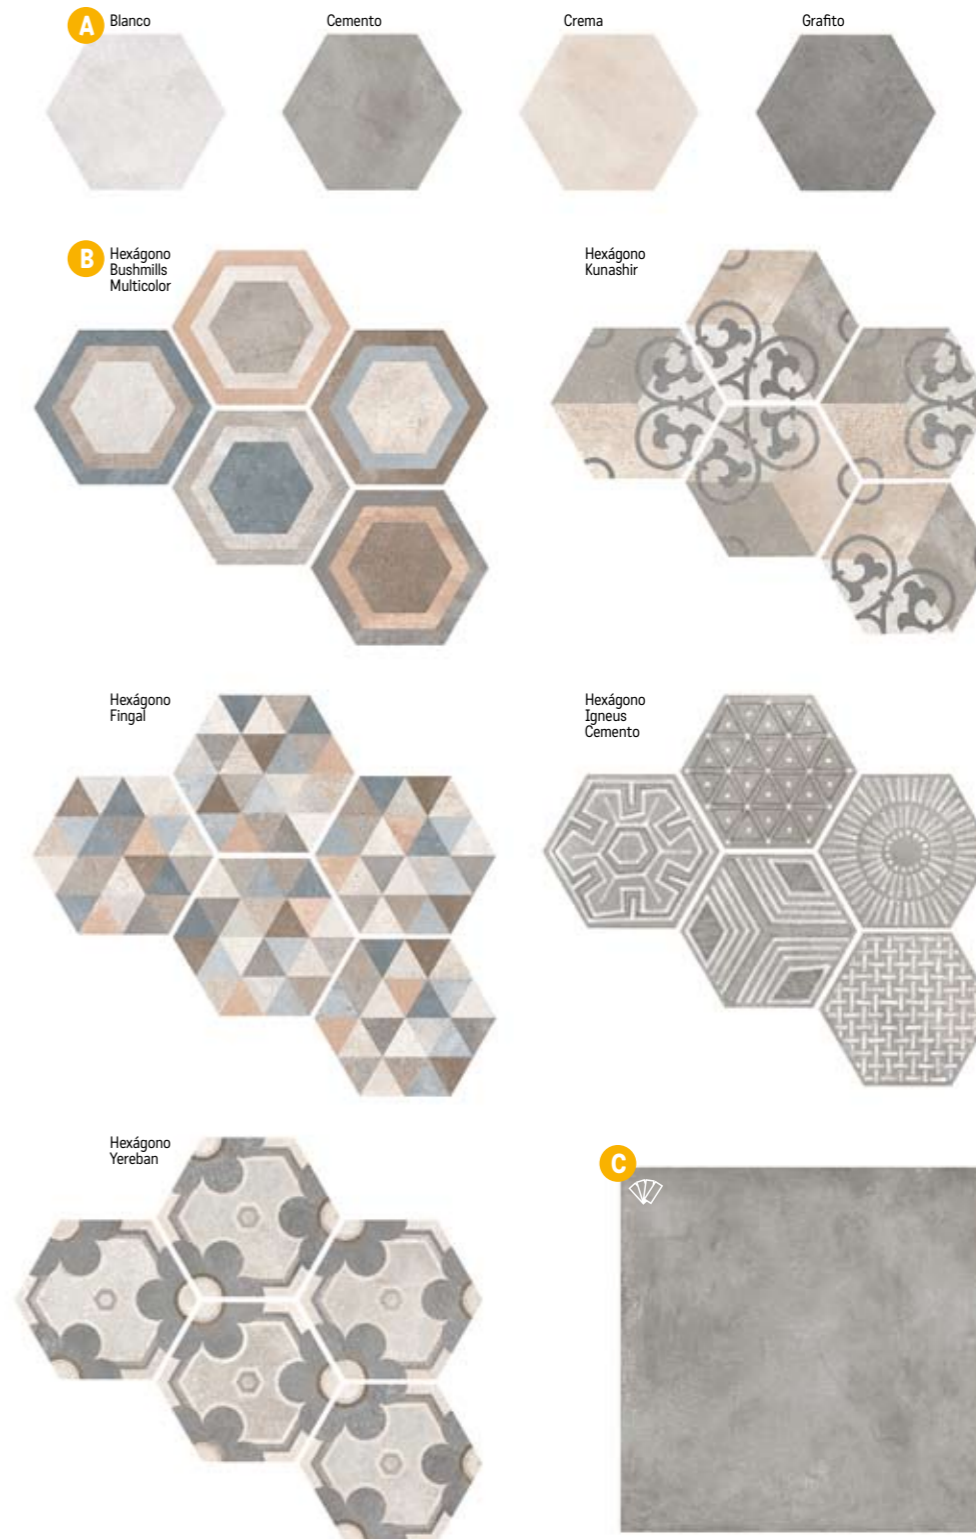 A
Blanco
Cemento
Crema
Grafito
B
Hexágono
Bushmills
Multicolor
Hexágono
Kunashir
Hexágono
Fingal
Hexágono
Igneus
Cemento
Hexágono
Yereban
C